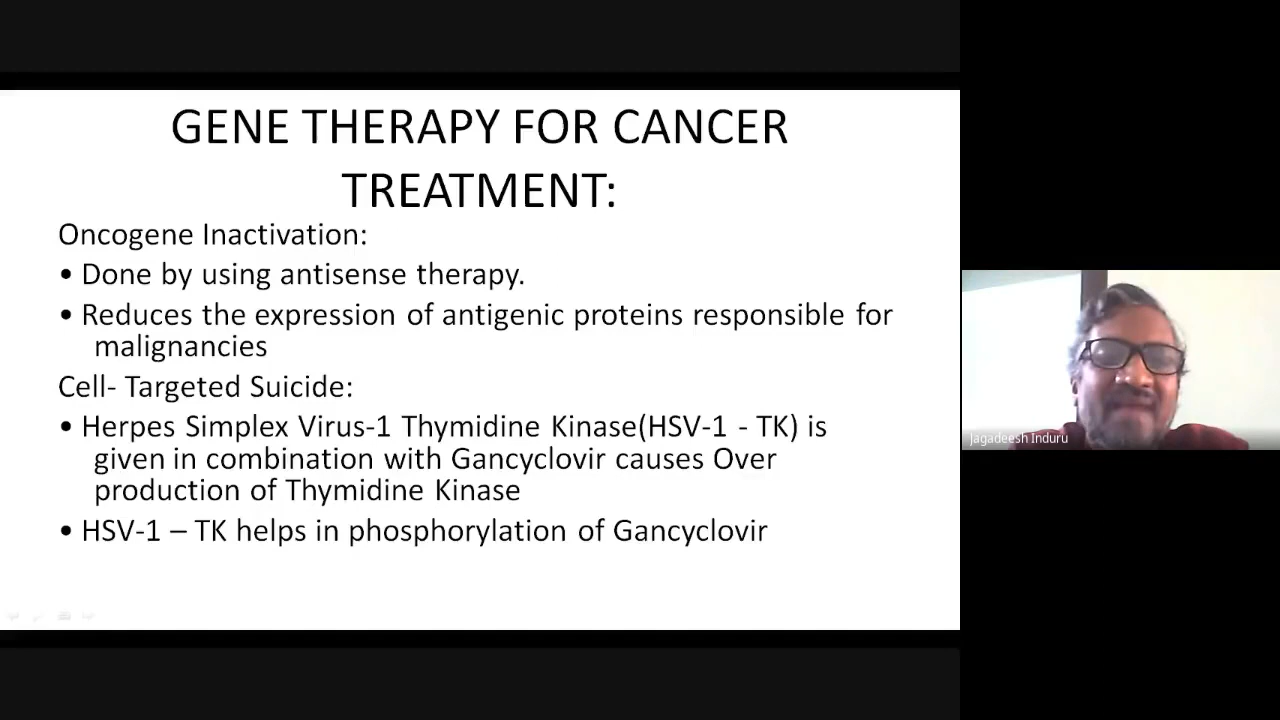 GENE THERAPY FOR CANCER
TREATMENT:
Oncogene Inactivation:
• Done by using antisense therapy.
• Reduces the expression of antigenic proteins responsible for
malignancies
Cell- Targeted Suicide:
• Herpes Simplex Virus-1 Thymidine Kinase(HSV-1 - TK) is
given in combination with Gancyclovir causes Over
production of Thymidine Kinase
• HSV-1 – TK helps in phosphorylation of Gancyclovir
Jagadeesh Induru